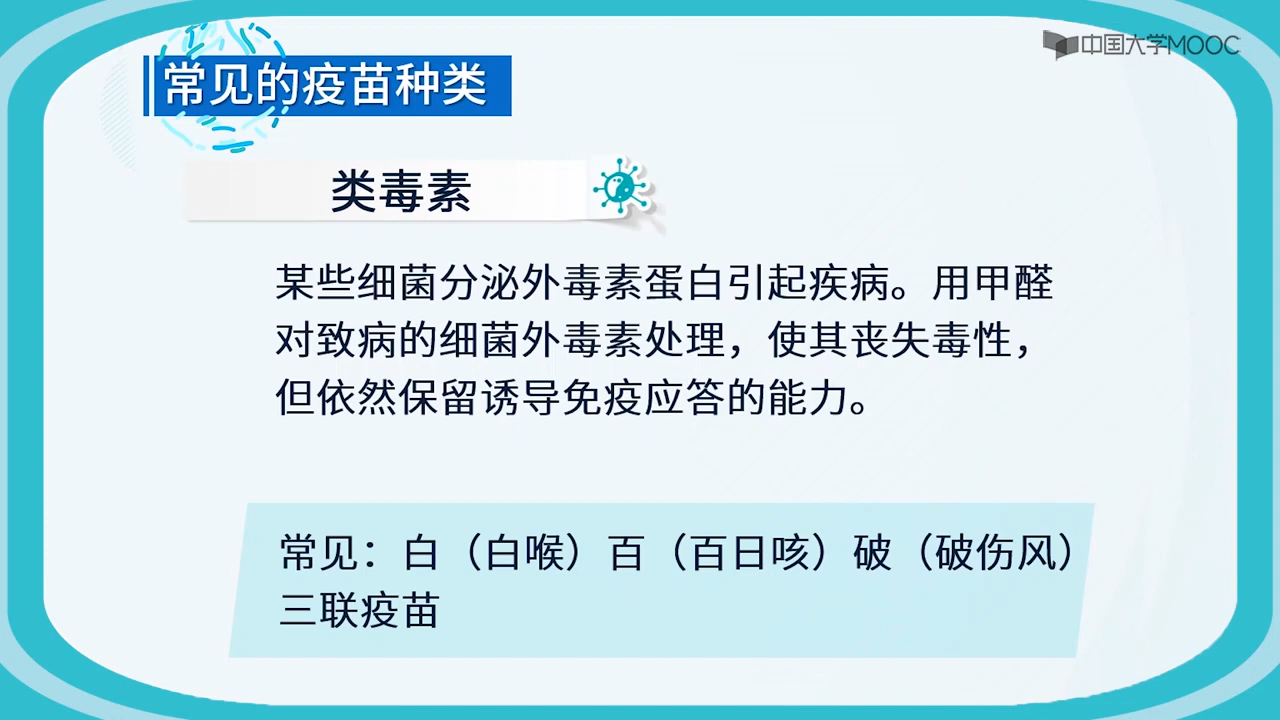 中国大学MOOC
常见的疫苗种类
类毒素
某些细菌分泌外毒素蛋白引起疾病。用甲醛
对致病的细菌外毒素处理，使其丧失毒性，
但依然保留诱导免疫应答的能力。
常见：白（白喉）百（百日咳）破（破伤风）
三联疫苗